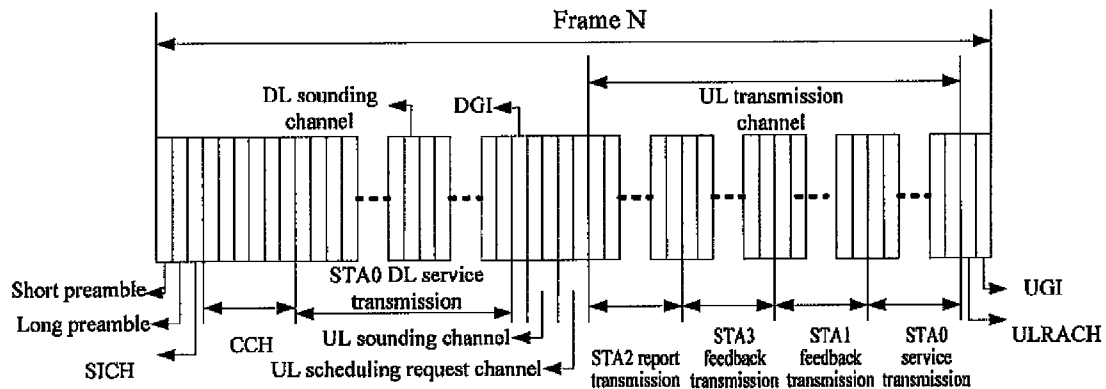 Frame N
DL sounding
channel
DGI
UL transmission
channel
Short preamble
Long preamble
SICH
CCH
STA0 DL service
transmission
UL sounding channel
UL scheduling request channel
STA2 report
transmission
STA3
feedback
transmission
STA1
feedback
transmission
STA0
service
transmission
UGI
ULRACH